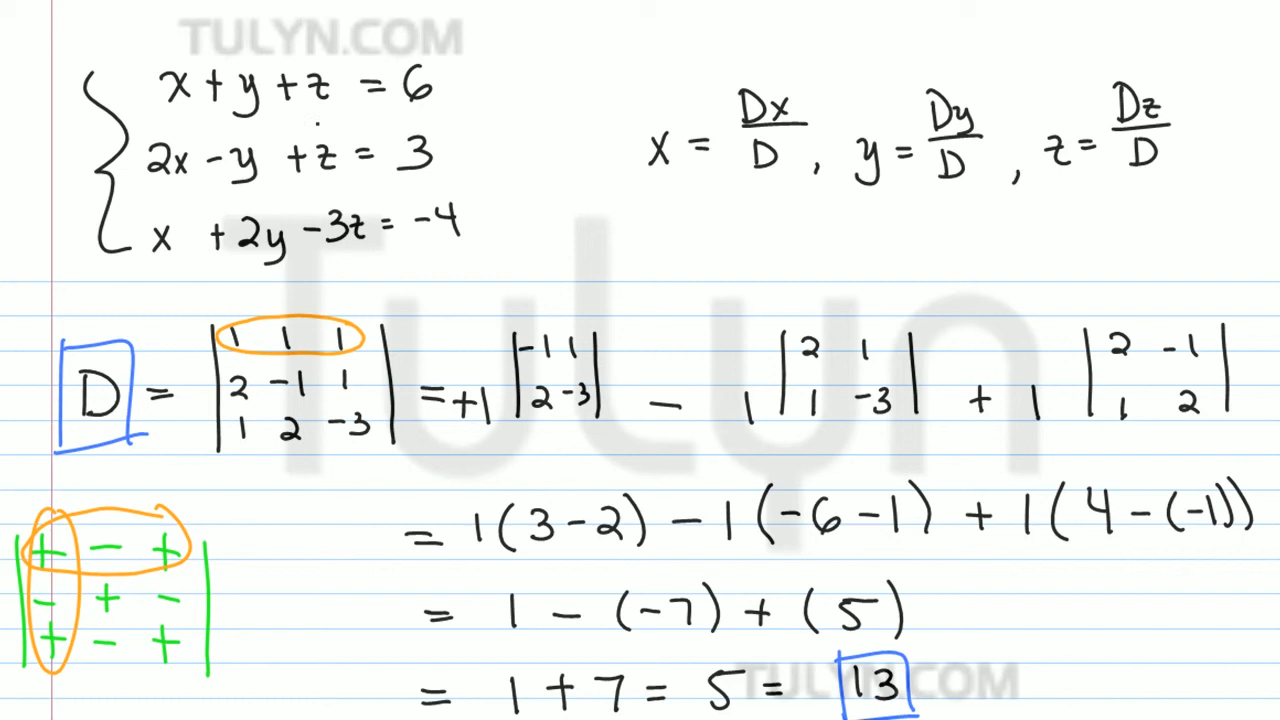 TULYN.COM
x + y + z = 6
2x - y + z = 3
x + 2y - 3z = -4
x = Dx/D , y = Dy/D , z = Dz/D
Tulyn
D = |1 1 1| = +1 |-1 1| - 1 |2 1| + 1 |2 -1|
|2 -1 1| |2 -3| |1 -3| |1 2|
|1 2 -3|
= 1(3 - 2) - 1(-6 - 1) + 1(4 - (-1))
+ - +
- + -
+ - +
= 1 - (-7) + (5)
= 1 + 7 = 5 = 13
TULYN.COM